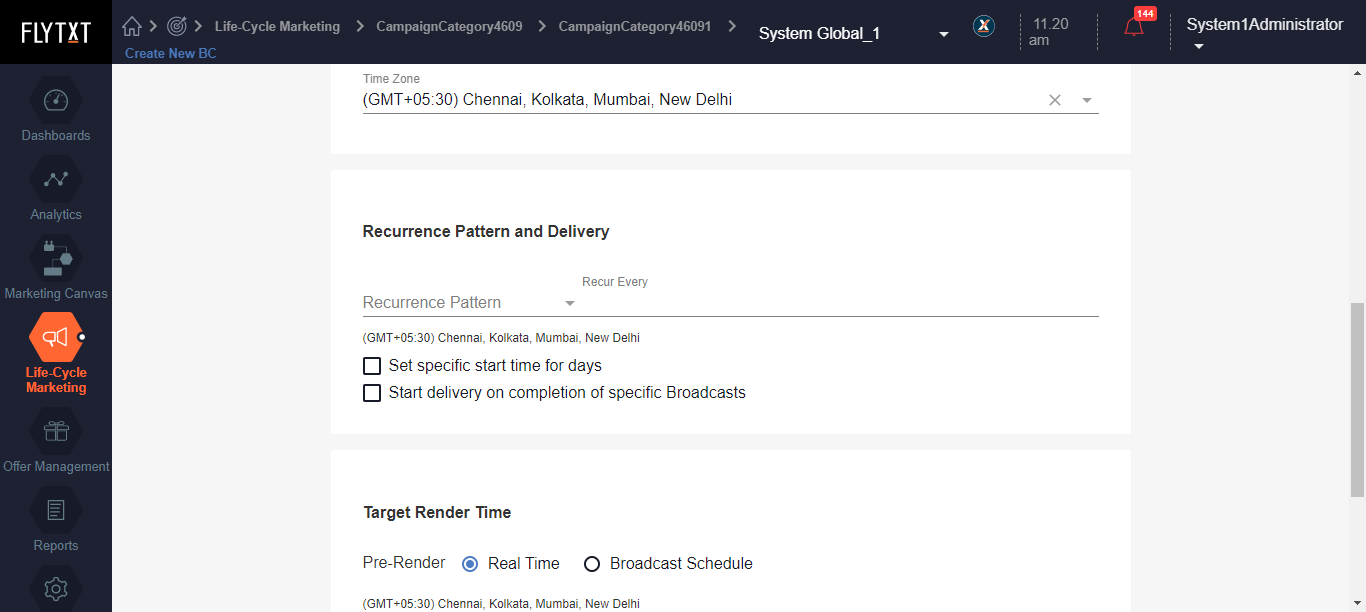 FLYTXT
Life-Cycle Marketing
CampaignCategory4609
CampaignCategory46091
Create New BC
System Global_1
X
11.20
am
144
System1Administrator
Dashboards
Analytics
Marketing Canvas
Life-Cycle
Marketing
Offer Management
Reports
Time Zone
(GMT+05:30) Chennai, Kolkata, Mumbai, New Delhi
Recurrence Pattern and Delivery
Recur Every
Recurrence Pattern
(GMT+05:30) Chennai, Kolkata, Mumbai, New Delhi
Set specific start time for days
Start delivery on completion of specific Broadcasts
Target Render Time
Pre-Render Real Time Broadcast Schedule
(GMT+05:30) Chennai, Kolkata, Mumbai, New Delhi